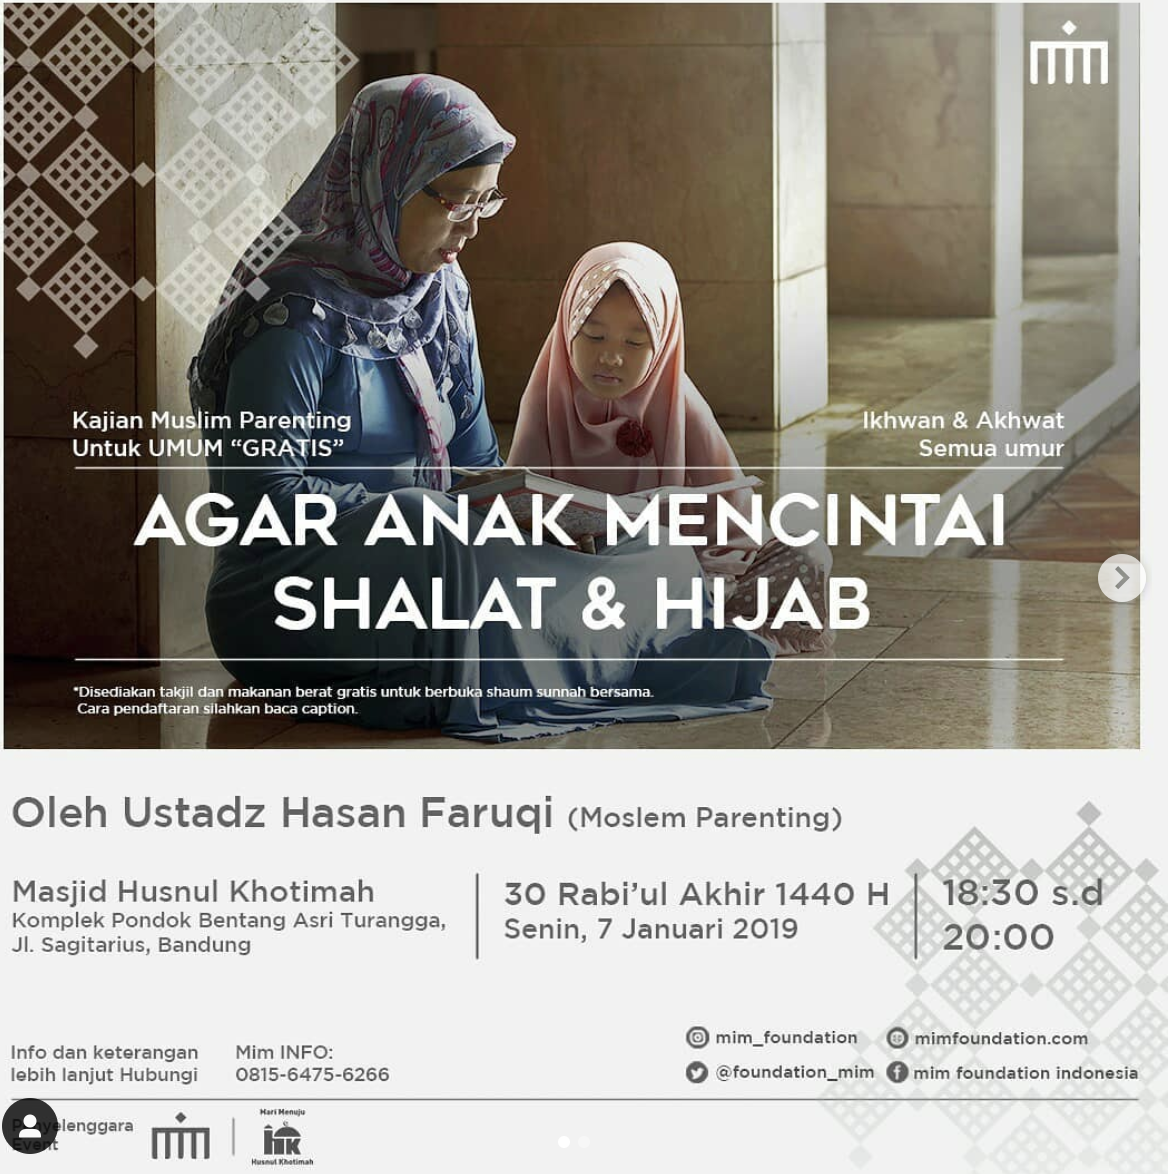 mim
Kajian Muslim Parenting
Untuk UMUM “GRATIS”
Ikhwan & Akhwat
Semua umur
AGAR ANAK MENCINTAI
SHALAT & HIJAB
*Disediakan takjil dan makanan berat gratis untuk berbuka shaum sunnah bersama.
Cara pendaftaran silahkan baca caption.
Oleh Ustadz Hasan Faruqi (Moslem Parenting)
Masjid Husnul Khotimah
Komplek Pondok Bentang Asri Turangga,
Jl. Sagitarius, Bandung
30 Rabi’ul Akhir 1440 H
Senin, 7 Januari 2019
18:30 s.d
20:00
Info dan keterangan
lebih lanjut Hubungi
Mim INFO:
0815-6475-6266
mim_foundation
mimfoundation.com
@foundation_mim
mim foundation indonesia
mim
Mari Menuju
Husnul Khotimah